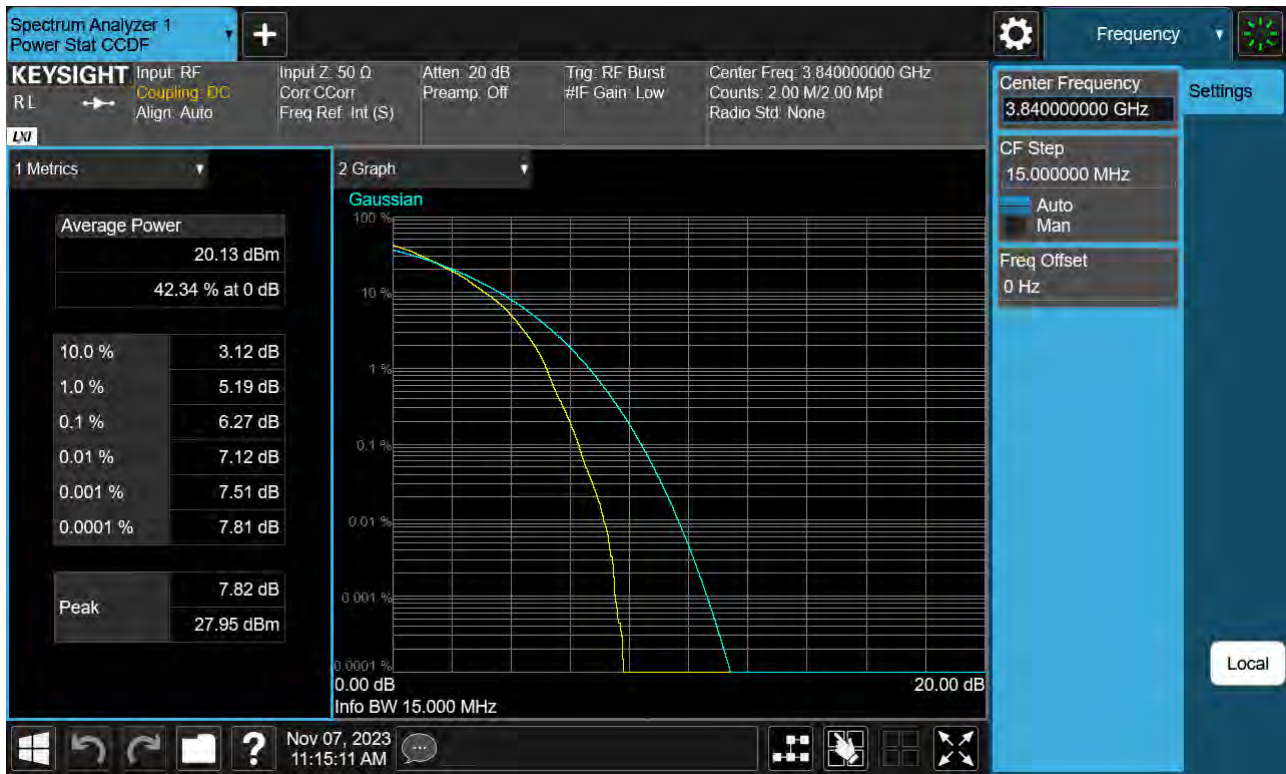 Spectrum Analyzer 1
Power Stat CCDF
+
Frequency
KEYSIGHT
RL
LXI
Input: RF
Coupling: DC
Align: Auto
Input Z: 50 Ω
Corr CCorr
Freq Ref: Int (S)
Atten: 20 dB
Preamp: Off
Trig: RF Burst
#IF Gain: Low
Center Freq: 3.840000000 GHz
Counts: 2.00 M/2.00 Mpt
Radio Std: None
1 Metrics
Average Power
20.13 dBm
42.34 % at 0 dB
10.0 % 3.12 dB
1.0 % 5.19 dB
0.1 % 6.27 dB
0.01 % 7.12 dB
0.001 % 7.51 dB
0.0001 % 7.81 dB
Peak
7.82 dB
27.95 dBm
2 Graph
Gaussian
100 %
10 %
1 %
0.1 %
0.01 %
0.001 %
0.0001 %
0.00 dB 20.00 dB
Info BW 15.000 MHz
Center Frequency
3.840000000 GHz
CF Step
15.000000 MHz
Auto
Man
Freq Offset
0 Hz
Settings
Local
?
Nov 07, 2023
11:15:11 AM